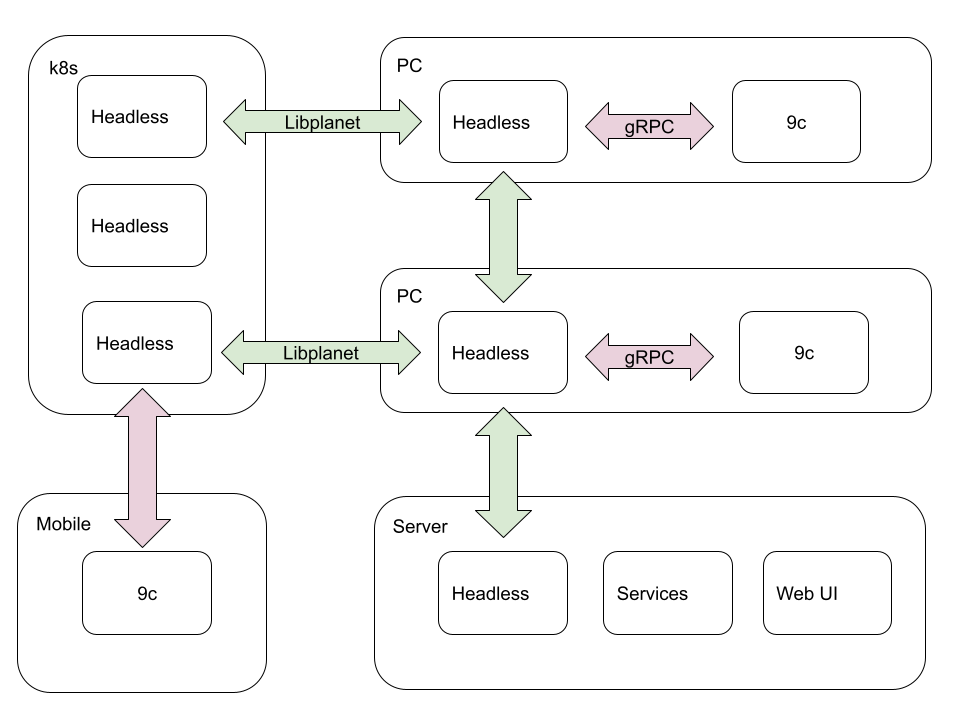 k8s
Headless
Headless
Headless
Libplanet
PC
Headless
gRPC
9c
Libplanet
PC
Headless
gRPC
9c
Mobile
9c
Server
Headless
Services
Web UI